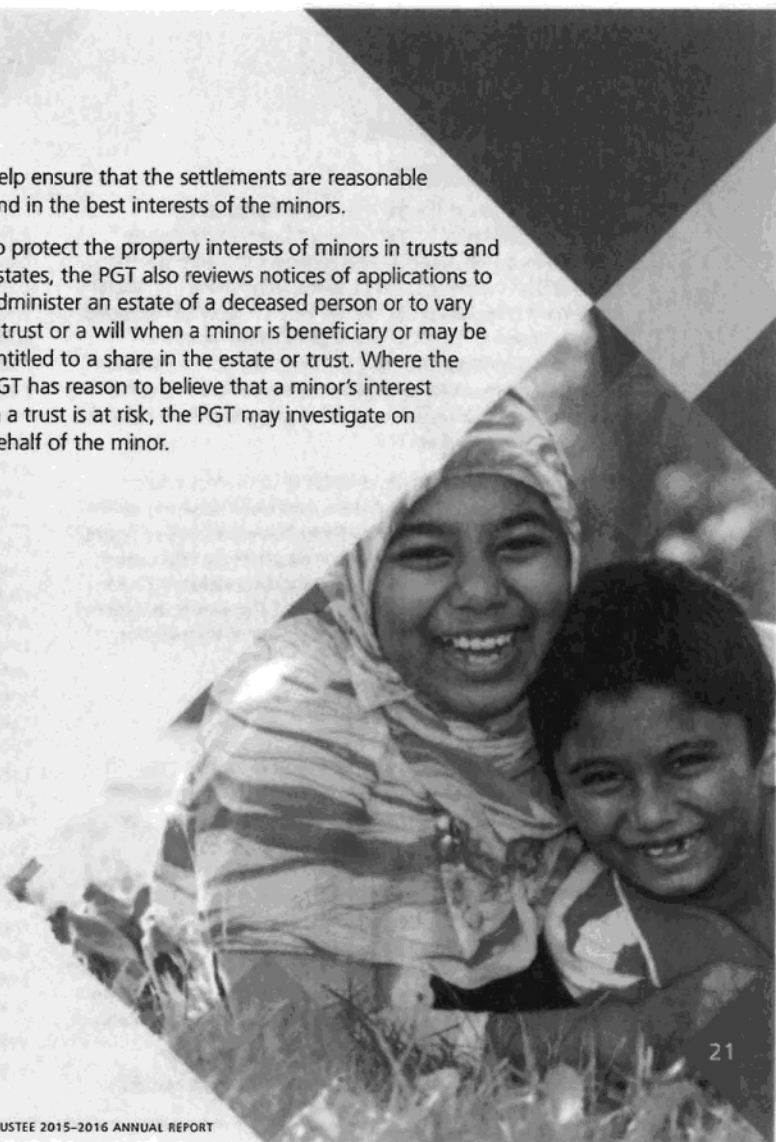 elp ensure that the settlements are reasonable
nd in the best interests of the minors.
o protect the property interests of minors in trusts and
states, the PGT also reviews notices of applications to
dminister an estate of a deceased person or to vary
trust or a will when a minor is beneficiary or may be
ntitled to a share in the estate or trust. Where the
GT has reason to believe that a minor's interest
a trust is at risk, the PGT may investigate on
ehalf of the minor.
21
USTEE 2015–2016 ANNUAL REPORT